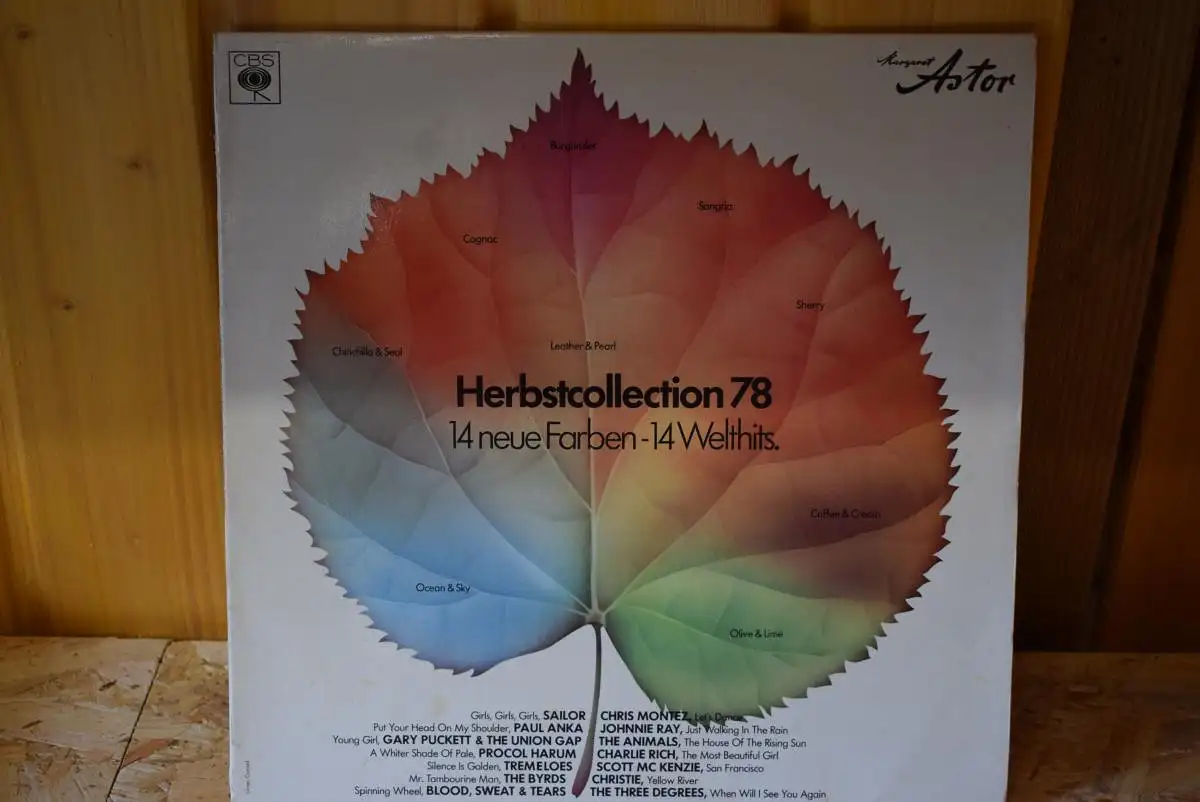 CBS
Margaret Astor
Burgunder
Sangria
Cognac
Sherry
Leather & Pearl
Chinchilla & Seal
Herbstcollection 78
14 neue Farben - 14 Welthits.
Coffee & Cream
Ocean & Sky
Olive & Lime
Girls, Girls, Girls, SAILOR
Put Your Head On My Shoulder, PAUL ANKA
Young Girl, GARY PUCKETT & THE UNION GAP
A Whiter Shade Of Pale, PROCOL HARUM
Silence Is Golden, TREMELOES
Mr. Tambourine Man, THE BYRDS
Spinning Wheel, BLOOD, SWEAT & TEARS
CHRIS MONTEZ, Let's Dance
JOHNNIE RAY, Just Walking In The Rain
THE ANIMALS, The House Of The Rising Sun
CHARLIE RICH, The Most Beautiful Girl
SCOTT MC KENZIE, San Francisco
CHRISTIE, Yellow River
THE THREE DEGREES, When Will I See You Again